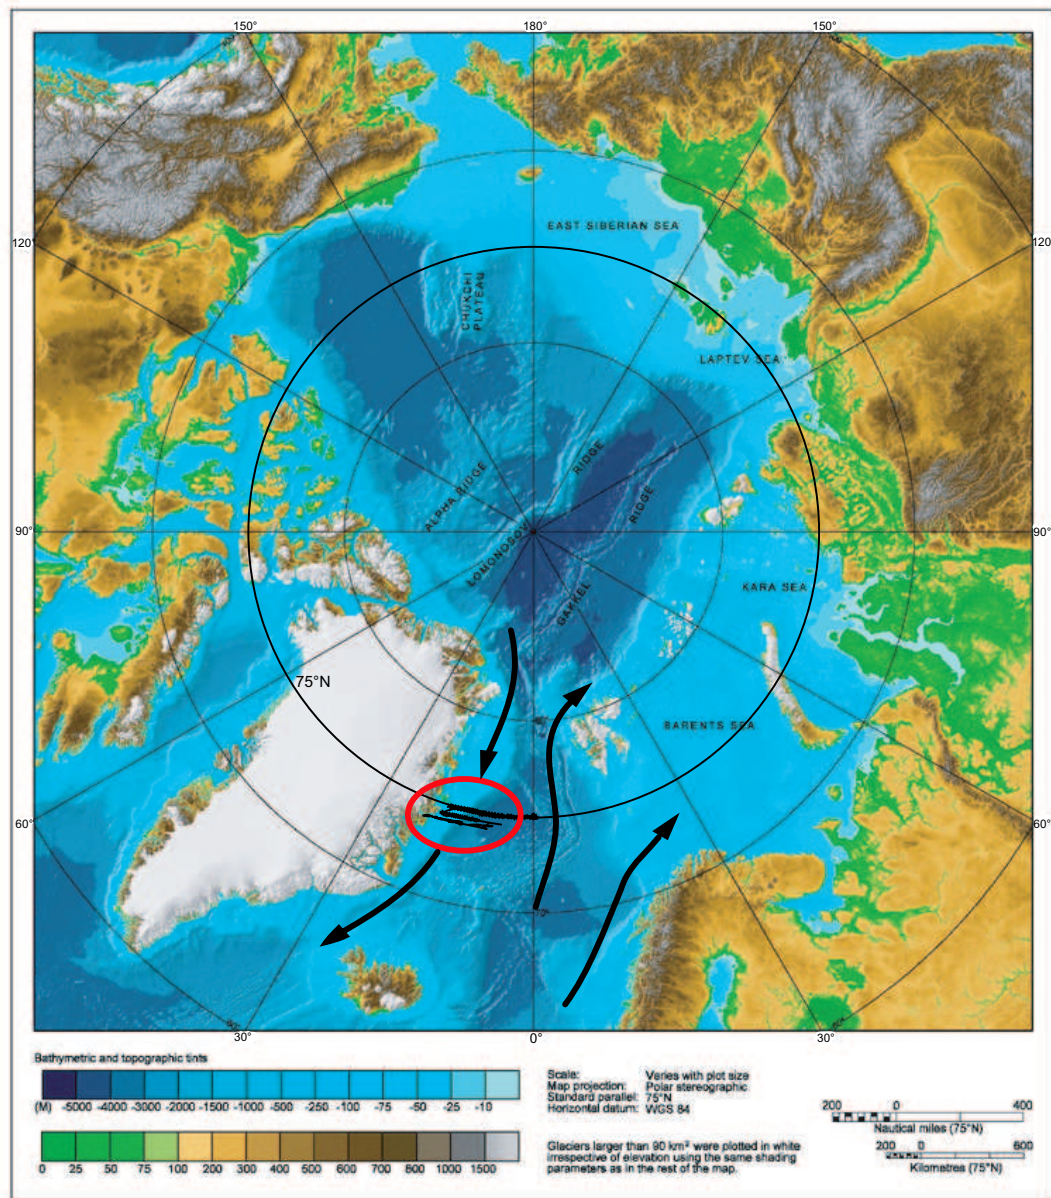 150°
180°
150°
120°
120°
EAST SIBERIAN SEA
CHUKCHI
PLATEAU
LAPTEV SEA
RIDGE
ALPHA RIDGE
RIDGE
90°
90°
LOMONOSOV
GAKKEL
KARA SEA
75°N
BARENTS SEA
60°
60°
30°
0°
30°
Bathymetric and topographic tints
(M) -5000 -4000 -3000 -2000 -1500 -1000 -500 -250 -100 -75 -50 -25 -10
0 25 50 75 100 200 300 400 500 600 700 800 1000 1500
Scale: Varies with plot size
Map projection: Polar stereographic
Standard parallel: 75°N
Horizontal datum: WGS 84
Glaciers larger than 90 km² were plotted in white
irrespective of elevation using the same shading
parameters as in the rest of the map.
200 0 400
Nautical miles (75°N)
200 0 600
Kilometres (75°N)